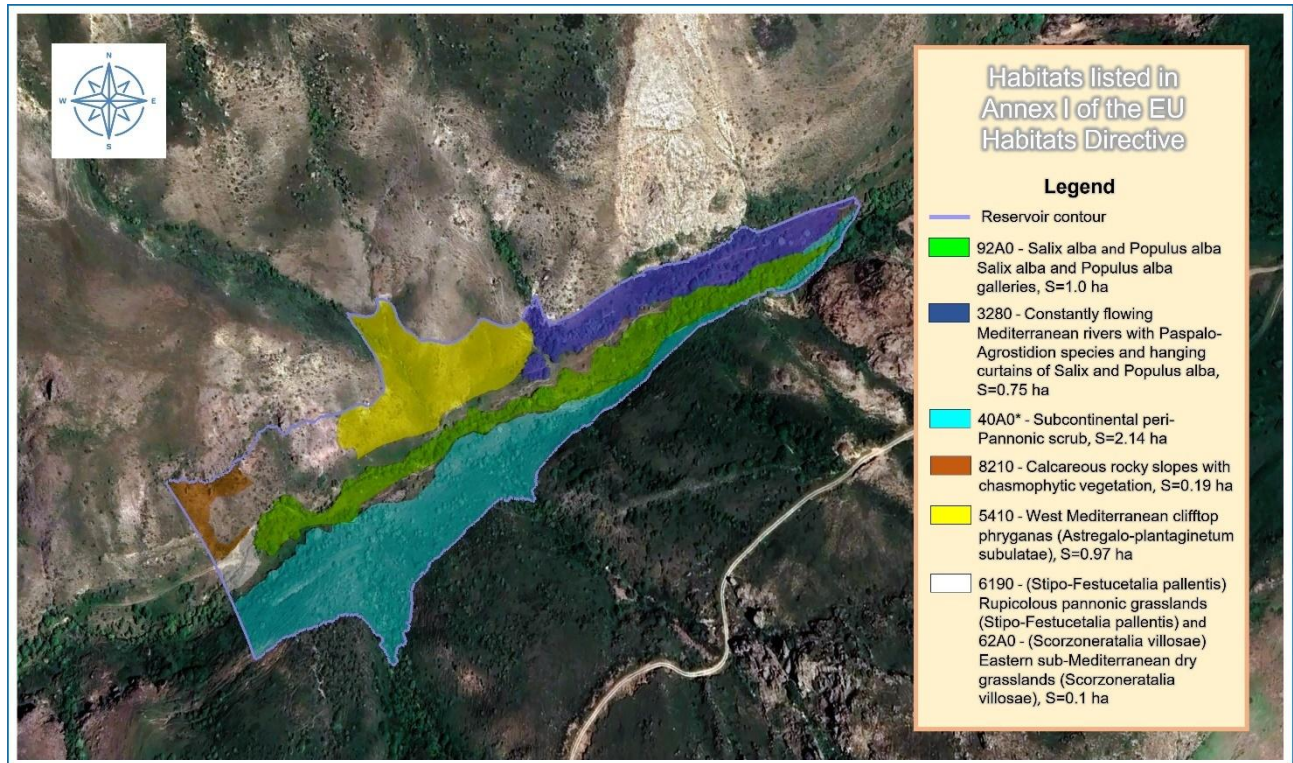 N
W
E
S
Habitats listed in
Annex I of the EU
Habitats Directive
Legend
Reservoir contour
92A0 - Salix alba and Populus alba
Salix alba and Populus alba
galleries, S=1.0 ha
3280 - Constantly flowing
Mediterranean rivers with Paspalo-
Agrostidion species and hanging
curtains of Salix and Populus alba,
S=0.75 ha
40A0* - Subcontinental peri-
Pannonic scrub, S=2.14 ha
8210 - Calcareous rocky slopes with
chasmophytic vegetation, S=0.19 ha
5410 - West Mediterranean clifftop
phryganas (Astregalo-plantaginetum
subulatae), S=0.97 ha
6190 - (Stipo-Festucetalia pallentis)
Rupicolous pannonic grasslands
(Stipo-Festucetalia pallentis) and
62A0 - (Scorzoneratalia villosae)
Eastern sub-Mediterranean dry
grasslands (Scorzoneratalia
villosae), S=0.1 ha